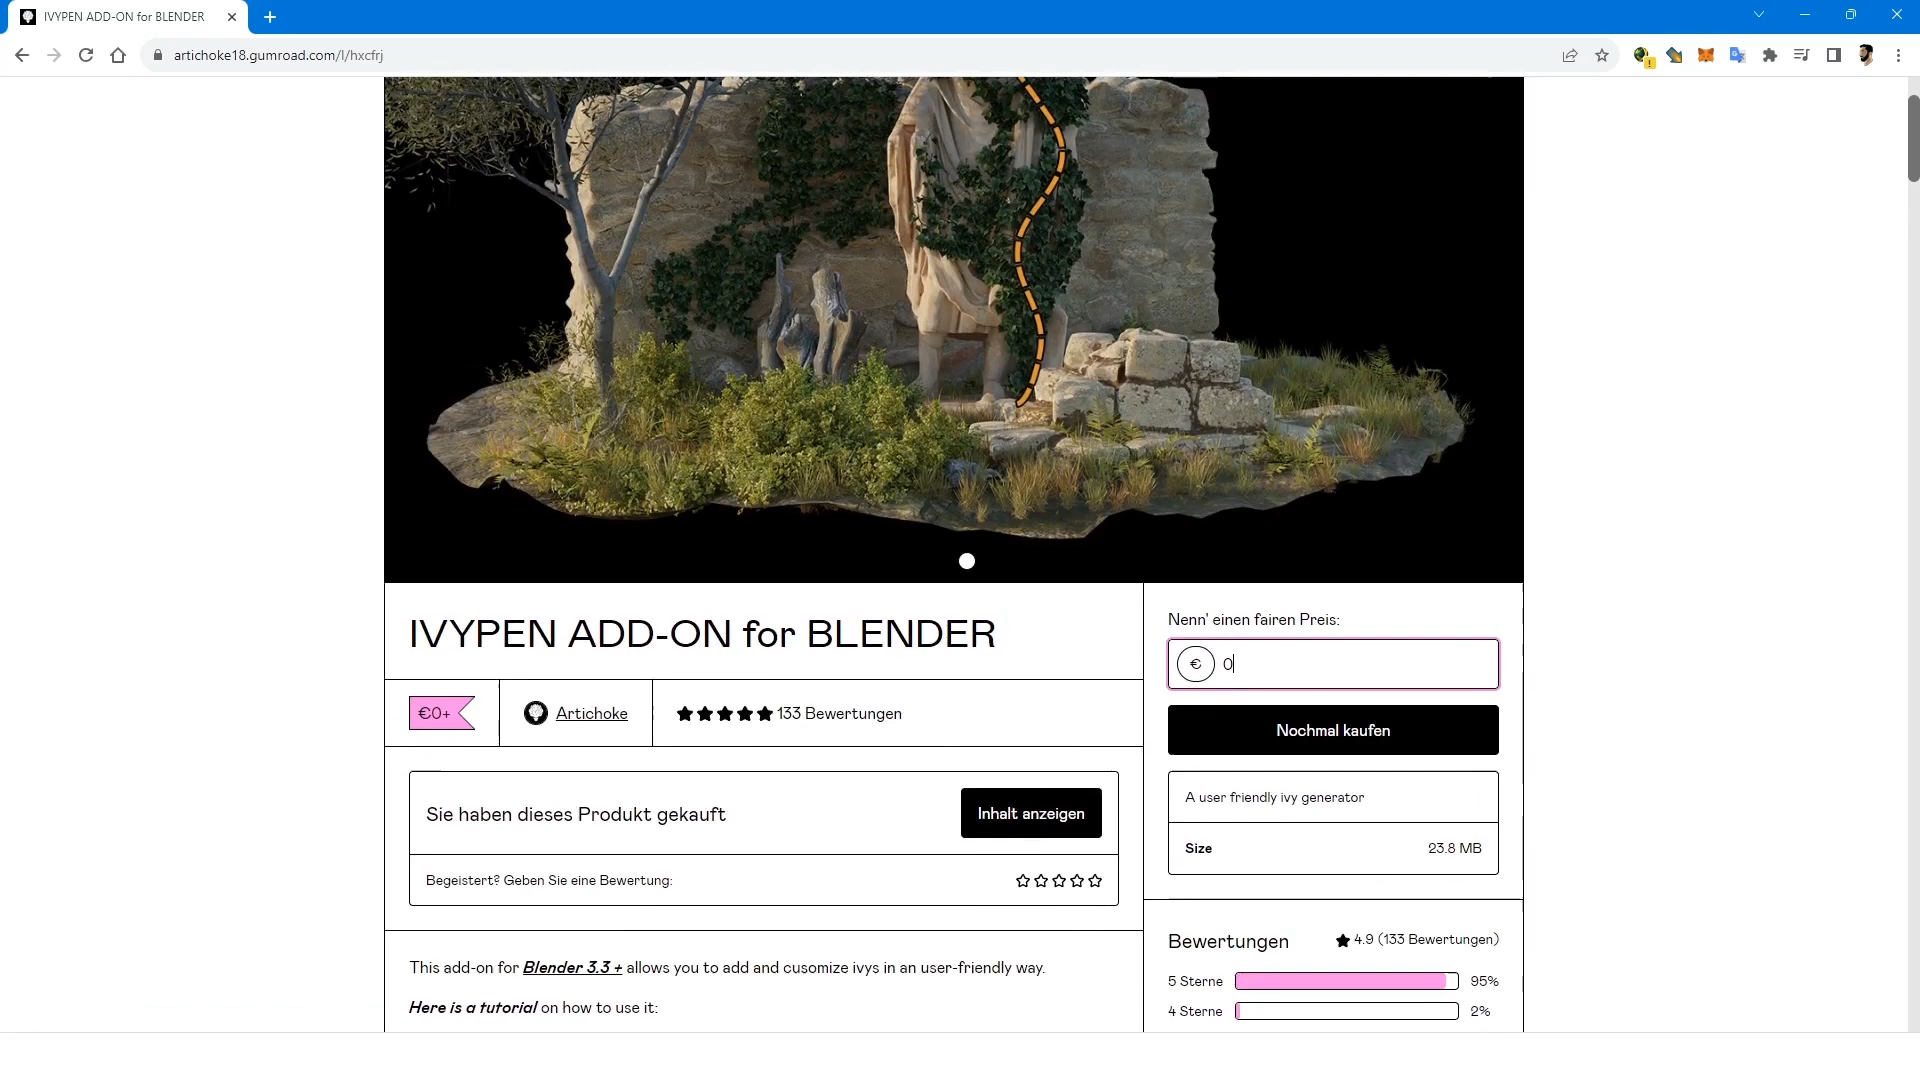 IVYPEN ADD-ON for BLENDER
artichoke18.gumroad.com/l/hxcfrj
IVYPEN ADD-ON for BLENDER
€0+
Artichoke
133 Bewertungen
Sie haben dieses Produkt gekauft
Inhalt anzeigen
Begeistert? Geben Sie eine Bewertung:
This add-on for Blender 3.3 + allows you to add and cusomize ivys in an user-friendly way.
Here is a tutorial on how to use it:
Nenn' einen fairen Preis:
€ 0
Nochmal kaufen
A user friendly ivy generator
Size 23.8 MB
Bewertungen 4.9 (133 Bewertungen)
5 Sterne 95%
4 Sterne 2%